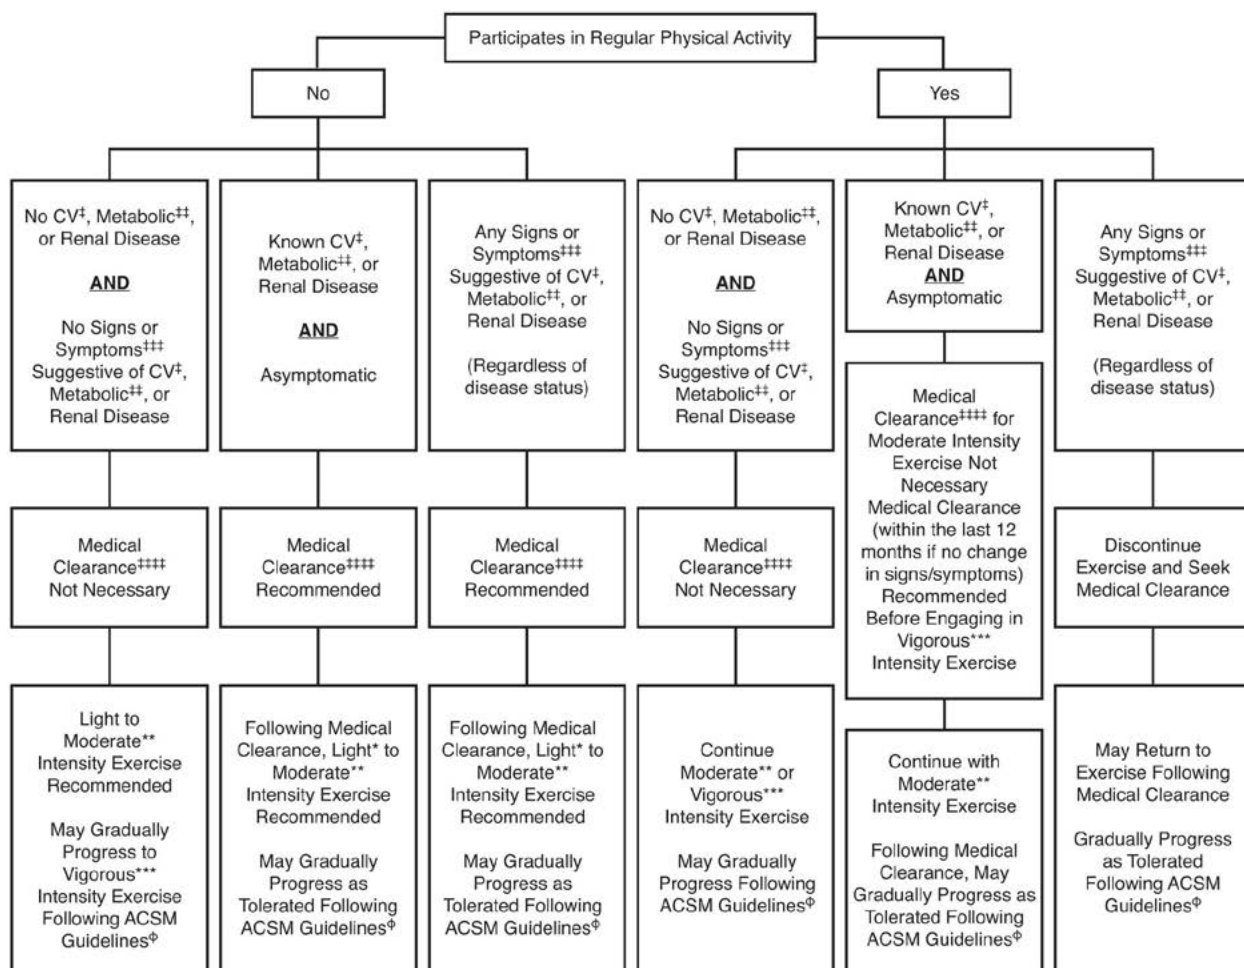 Participates in Regular Physical Activity
No
Yes
No CV‡, Metabolic‡‡,
or Renal Disease
AND
No Signs or
Symptoms‡‡‡
Suggestive of CV‡,
Metabolic‡‡, or
Renal Disease
Known CV‡,
Metabolic‡‡, or
Renal Disease
AND
Asymptomatic
Any Signs or
Symptoms‡‡‡
Suggestive of CV‡,
Metabolic‡‡, or
Renal Disease
(Regardless of
disease status)
No CV‡, Metabolic‡‡,
or Renal Disease
AND
No Signs or
Symptoms‡‡‡
Suggestive of CV‡,
Metabolic‡‡, or
Renal Disease
Known CV‡,
Metabolic‡‡, or
Renal Disease
AND
Asymptomatic
Any Signs or
Symptoms‡‡‡
Suggestive of CV‡,
Metabolic‡‡, or
Renal Disease
(Regardless of
disease status)
Medical
Clearance‡‡‡‡
Not Necessary
Medical
Clearance‡‡‡‡
Recommended
Medical
Clearance‡‡‡‡
Recommended
Medical
Clearance‡‡‡‡
Not Necessary
Medical
Clearance‡‡‡‡ for
Moderate Intensity
Exercise Not
Necessary
Medical Clearance
(within the last 12
months if no change
in signs/symptoms)
Recommended
Before Engaging in
Vigorous***
Intensity Exercise
Discontinue
Exercise and Seek
Medical Clearance
Light to
Moderate**
Intensity Exercise
Recommended
May Gradually
Progress to
Vigorous***
Intensity Exercise
Following ACSM
Guidelinesᶲ
Following Medical
Clearance, Light* to
Moderate**
Intensity Exercise
Recommended
May Gradually
Progress as
Tolerated Following
ACSM Guidelinesᶲ
Following Medical
Clearance, Light* to
Moderate**
Intensity Exercise
Recommended
May Gradually
Progress as
Tolerated Following
ACSM Guidelinesᶲ
Continue
Moderate** or
Vigorous***
Intensity Exercise
May Gradually
Progress Following
ACSM Guidelinesᶲ
Continue with
Moderate**
Intensity Exercise
Following Medical
Clearance, May
Gradually Progress as
Tolerated Following
ACSM Guidelinesᶲ
May Return to
Exercise Following
Medical Clearance
Gradually Progress
as Tolerated
Following ACSM
Guidelinesᶲ